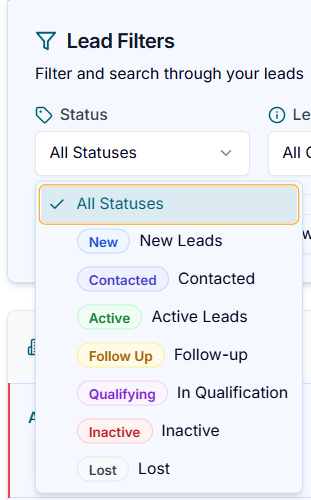 Lead Filters
Filter and search through your leads
Status
Le
All Statuses
All
All Statuses
New New Leads
Contacted Contacted
Active Active Leads
Follow Up Follow-up
Qualifying In Qualification
Inactive Inactive
Lost Lost